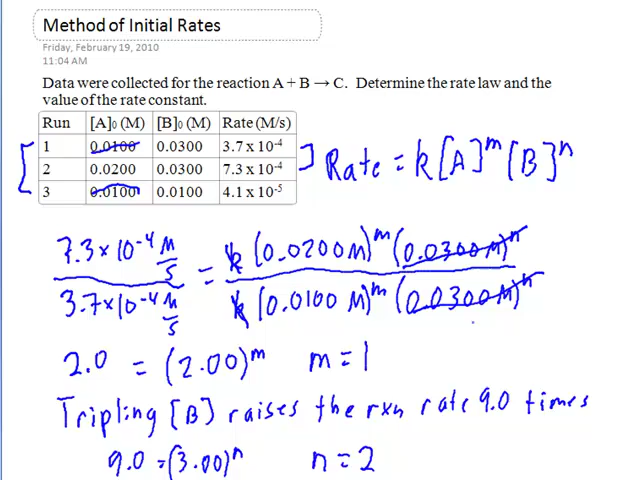 Method of Initial Rates
Friday, February 19, 2010
11:04 AM
Data were collected for the reaction A + B → C. Determine the rate law and the
value of the rate constant.
Run [A]₀ (M) [B]₀ (M) Rate (M/s)
1 0.0100 0.0300 3.7 x 10⁻⁴
2 0.0200 0.0300 7.3 x 10⁻⁴
3 0.0100 0.0100 4.1 x 10⁻⁵
Rate = k[A]ᵐ[B]ⁿ
7.3 × 10⁻⁴ M/s = k (0.0200M)ᵐ (0.0300M)ⁿ
3.7 × 10⁻⁴ M/s k (0.0100 M)ᵐ (0.0300M)ⁿ
2.0 = (2.00)ᵐ m = 1
Tripling [B] raises the rxn rate 9.0 times
9.0 = (3.00)ⁿ n = 2